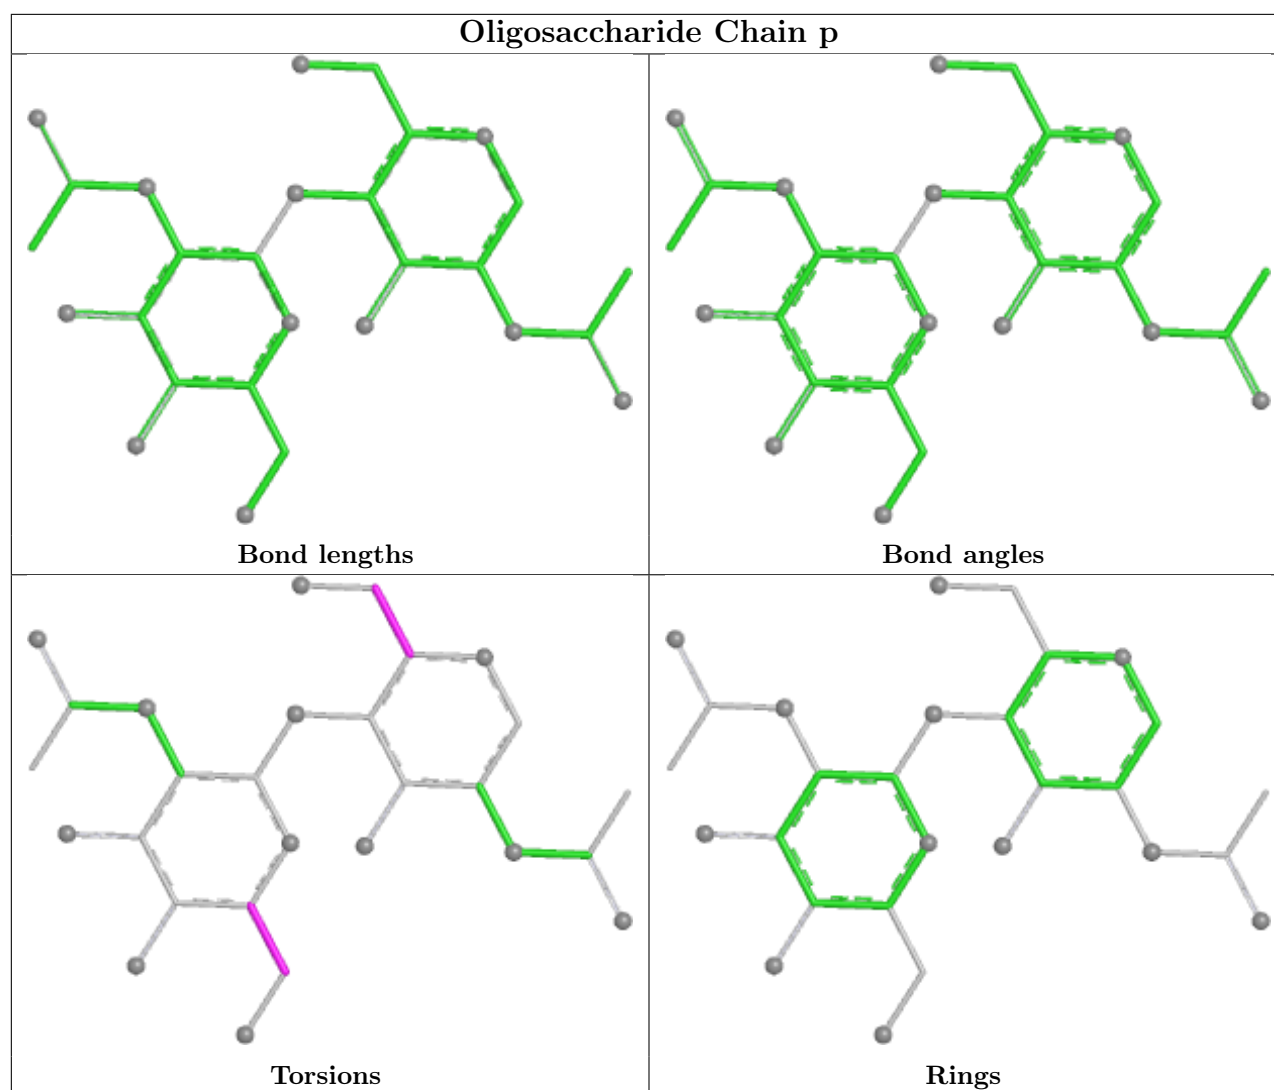 Oligosaccharide Chain p
Bond lengths
Bond angles
Torsions
Rings